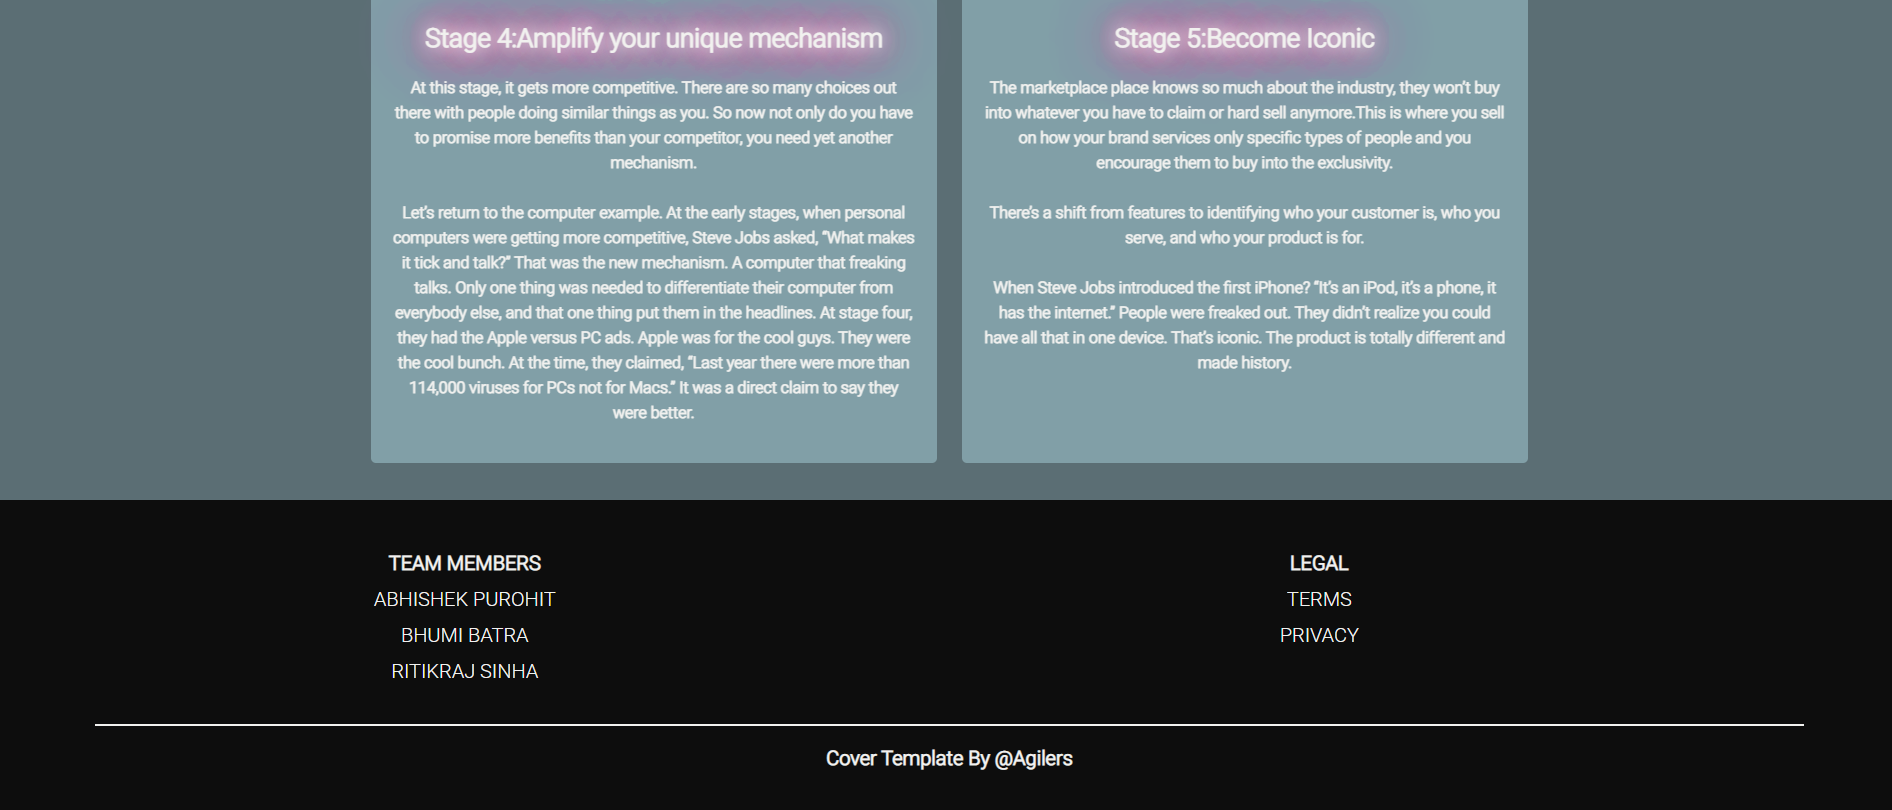 Stage 4:Amplify your unique mechanism
At this stage, it gets more competitive. There are so many choices out
there with people doing similar things as you. So now not only do you have
to promise more benefits than your competitor, you need yet another
mechanism.
Let’s return to the computer example. At the early stages, when personal
computers were getting more competitive, Steve Jobs asked, “What makes
it tick and talk?” That was the new mechanism. A computer that freaking
talks. Only one thing was needed to differentiate their computer from
everybody else, and that one thing put them in the headlines. At stage four,
they had the Apple versus PC ads. Apple was for the cool guys. They were
the cool bunch. At the time, they claimed, “Last year there were more than
114,000 viruses for PCs not for Macs.” It was a direct claim to say they
were better.
Stage 5:Become Iconic
The marketplace place knows so much about the industry, they won’t buy
into whatever you have to claim or hard sell anymore.This is where you sell
on how your brand services only specific types of people and you
encourage them to buy into the exclusivity.
There’s a shift from features to identifying who your customer is, who you
serve, and who your product is for.
When Steve Jobs introduced the first iPhone? “It’s an iPod, it’s a phone, it
has the internet.” People were freaked out. They didn’t realize you could
have all that in one device. That’s iconic. The product is totally different and
made history.
TEAM MEMBERS
ABHISHEK PUROHIT
BHUMI BATRA
RITIKRAJ SINHA
LEGAL
TERMS
PRIVACY
Cover Template By @Agilers